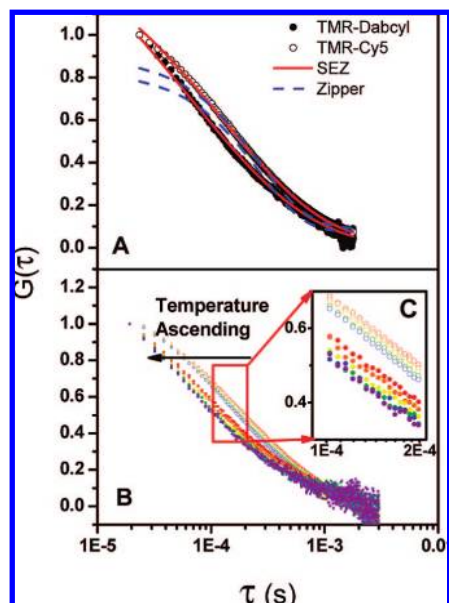 1.0
0.8
0.6
0.4
0.2
0.0
TMR-Dabcyl
TMR-Cy5
SEZ
Zipper
A
G(τ)
1.0
0.8
0.6
0.4
0.2
0.0
Temperature
Ascending
B
C
0.6
0.4
1E-4 2E-4
1E-5 1E-4 1E-3 0.0
τ (s)